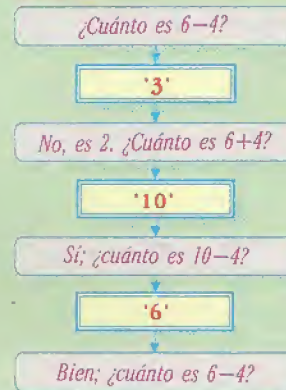 ¿Cuánto es 6−4?
'3'
No, es 2. ¿Cuánto es 6+4?
'10'
Sí; ¿cuánto es 10−4?
'6'
Bien; ¿cuánto es 6−4?